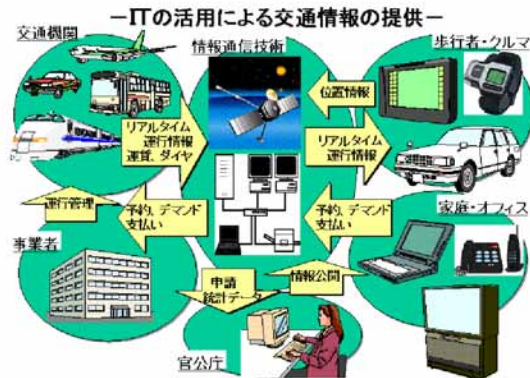 −ITの活用による交通情報の提供−
交通機関
情報通信技術
歩行者・クルマ
位置情報
リアルタイム
運行情報
運賃、ダイヤ
リアルタイム
運行情報
運行管理
予約、デマンド
支払い
予約、デマンド
支払い
家庭・オフィス
事業者
申請
統計データ
情報公開
官公庁